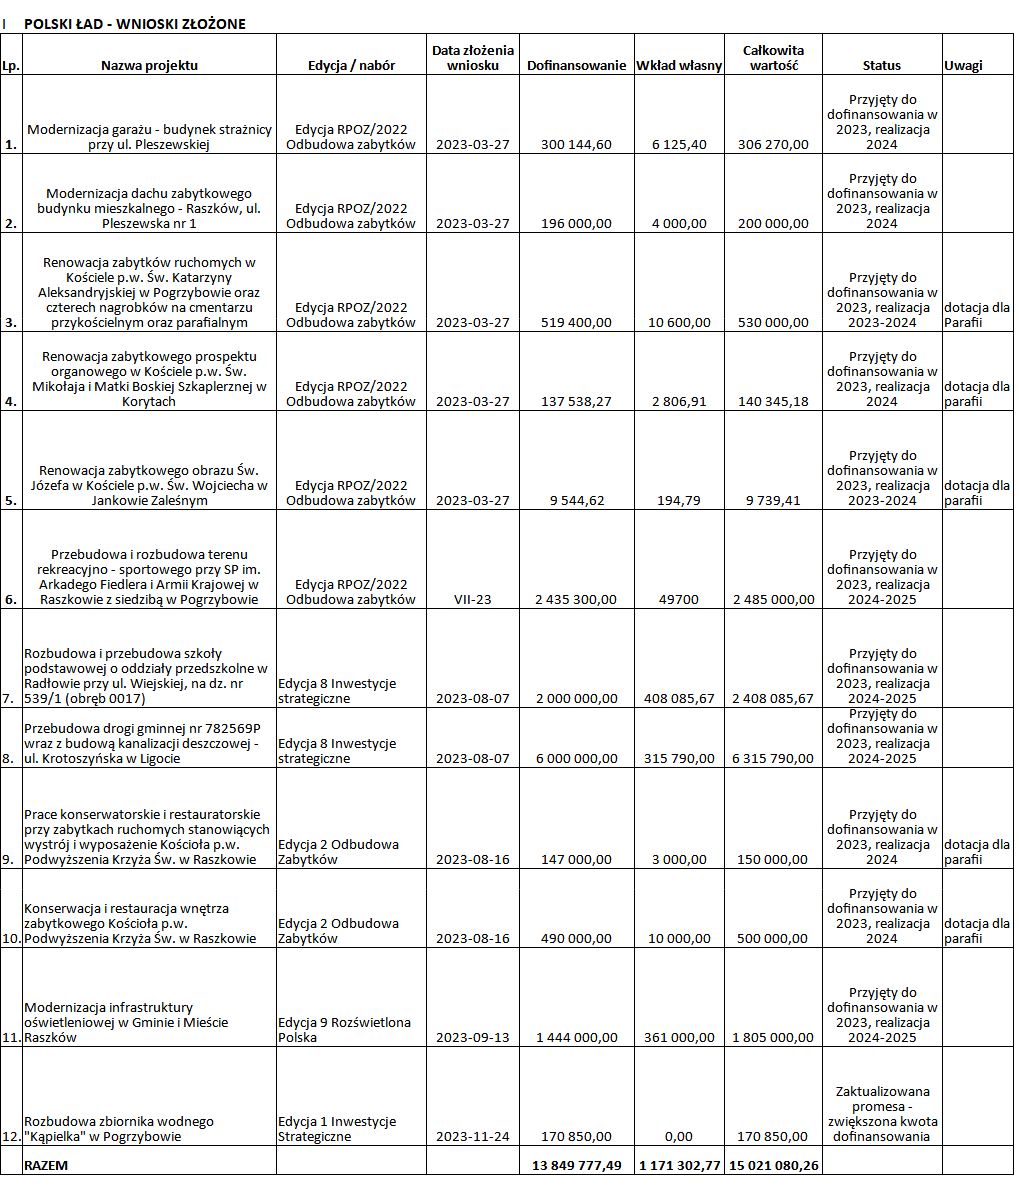 I POLSKI ŁAD - WNIOSKI ZŁOŻONE
Lp. Nazwa projektu Edycja / nabór Data złożenia wniosku Dofinansowanie Wkład własny Całkowita wartość Status Uwagi
1. Modernizacja garażu - budynek strażnicy
przy ul. Pleszewskiej
Edycja RPOZ/2022
Odbudowa zabytków
2023-03-27 300 144,60 6 125,40 306 270,00
Przyjęty do
dofinansowania w
2023, realizacja
2024
2. Modernizacja dachu zabytkowego
budynku mieszkalnego - Raszków, ul.
Pleszewska nr 1
Edycja RPOZ/2022
Odbudowa zabytków
2023-03-27 196 000,00 4 000,00 200 000,00
Przyjęty do
dofinansowania w
2023, realizacja
2024
3. Renowacja zabytków ruchomych w
Kościele p.w. Św. Katarzyny
Aleksandryjskiej w Pogrzybowie oraz
czterech nagrobków na cmentarzu
przykościelnym oraz parafialnym
Edycja RPOZ/2022
Odbudowa zabytków
2023-03-27 519 400,00 10 600,00 530 000,00
Przyjęty do
dofinansowania w
2023, realizacja
2023-2024
dotacja dla
Parafii
4. Renowacja zabytkowego prospektu
organowego w Kościele p.w. Św.
Mikołaja i Matki Boskiej Szkaplerznej w
Korytach
Edycja RPOZ/2022
Odbudowa zabytków
2023-03-27 137 538,27 2 806,91 140 345,18
Przyjęty do
dofinansowania w
2023, realizacja
2024
dotacja dla
parafii
5. Renowacja zabytkowego obrazu Św.
Józefa w Kościele p.w. Św. Wojciecha w
Jankowie Zaleśnym
Edycja RPOZ/2022
Odbudowa zabytków
2023-03-27 9 544,62 194,79 9 739,41
Przyjęty do
dofinansowania w
2023, realizacja
2023-2024
dotacja dla
parafii
6. Przebudowa i rozbudowa terenu
rekreacyjno - sportowego przy SP im.
Arkadego Fiedlera i Armii Krajowej w
Raszkowie z siedzibą w Pogrzybowie
Edycja RPOZ/2022
Odbudowa zabytków
VII-23 2 435 300,00 49700 2 485 000,00
Przyjęty do
dofinansowania w
2023, realizacja
2024-2025
7. Rozbudowa i przebudowa szkoły
podstawowej o oddziały przedszkolne w
Radłowie przy ul. Wiejskiej, na dz. nr
539/1 (obręb 0017)
Edycja 8 Inwestycje
strategiczne
2023-08-07 2 000 000,00 408 085,67 2 408 085,67
Przyjęty do
dofinansowania w
2023, realizacja
2024-2025
8. Przebudowa drogi gminnej nr 782569P
wraz z budową kanalizacji deszczowej -
ul. Krotoszyńska w Ligocie
Edycja 8 Inwestycje
strategiczne
2023-08-07 6 000 000,00 315 790,00 6 315 790,00
Przyjęty do
dofinansowania w
2023, realizacja
2024-2025
9. Prace konserwatorskie i restauratorskie
przy zabytkach ruchomych stanowiących
wystrój i wyposażenie Kościoła p.w.
Podwyższenia Krzyża Św. w Raszkowie
Edycja 2 Odbudowa
Zabytków
2023-08-16 147 000,00 3 000,00 150 000,00
Przyjęty do
dofinansowania w
2023, realizacja
2024
dotacja dla
parafii
10. Konserwacja i restauracja wnętrza
zabytkowego Kościoła p.w.
Podwyższenia Krzyża Św. w Raszkowie
Edycja 2 Odbudowa
Zabytków
2023-08-16 490 000,00 10 000,00 500 000,00
Przyjęty do
dofinansowania w
2023, realizacja
2024
dotacja dla
parafii
11. Modernizacja infrastruktury
oświetleniowej w Gminie i Mieście
Raszków
Edycja 9 Rozświetlona
Polska
2023-09-13 1 444 000,00 361 000,00 1 805 000,00
Przyjęty do
dofinansowania w
2023, realizacja
2024-2025
12. Rozbudowa zbiornika wodnego
"Kąpielka" w Pogrzybowie
Edycja 1 Inwestycje
Strategiczne
2023-11-24 170 850,00 0,00 170 850,00
Zaktualizowana
promesa -
zwiększona kwota
dofinansowania
RAZEM 13 849 777,49 1 171 302,77 15 021 080,26